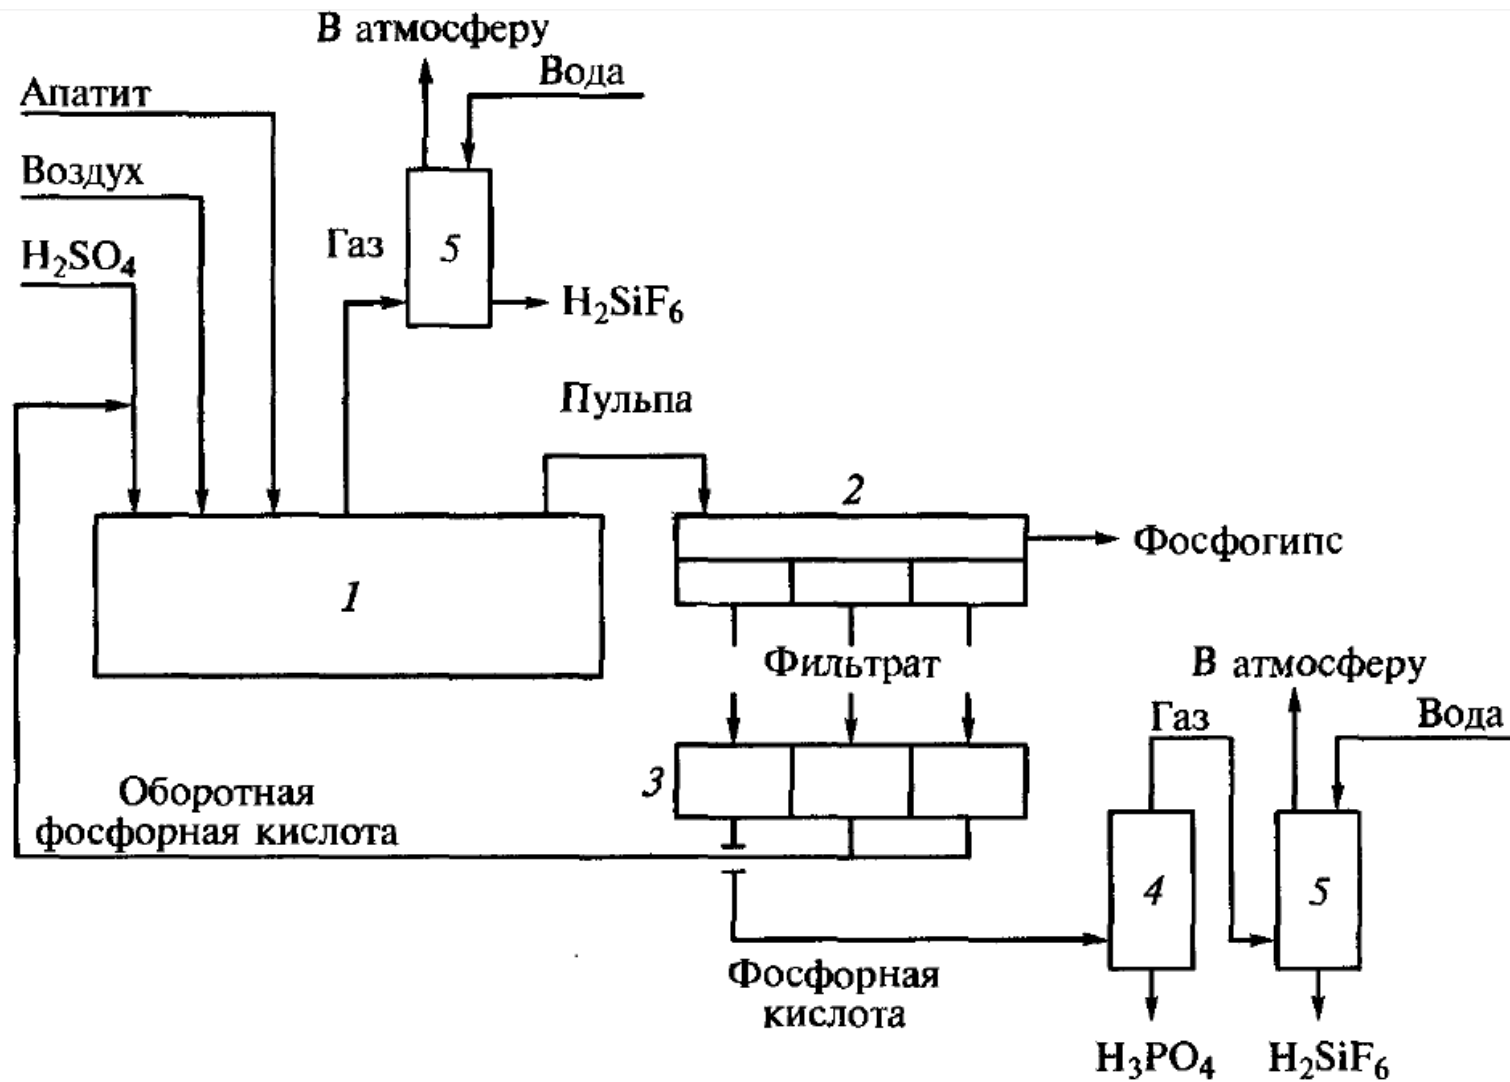 В атмосферу
Вода
Апатит
Воздух
H₂SO₄
Газ
5
H₂SiF₆
Пульпа
2
Фосфогипс
1
Фильтрат
В атмосферу
Газ
Вода
3
Оборотная
фосфорная кислота
4
5
Фосфорная
кислота
H₃PO₄
H₂SiF₆